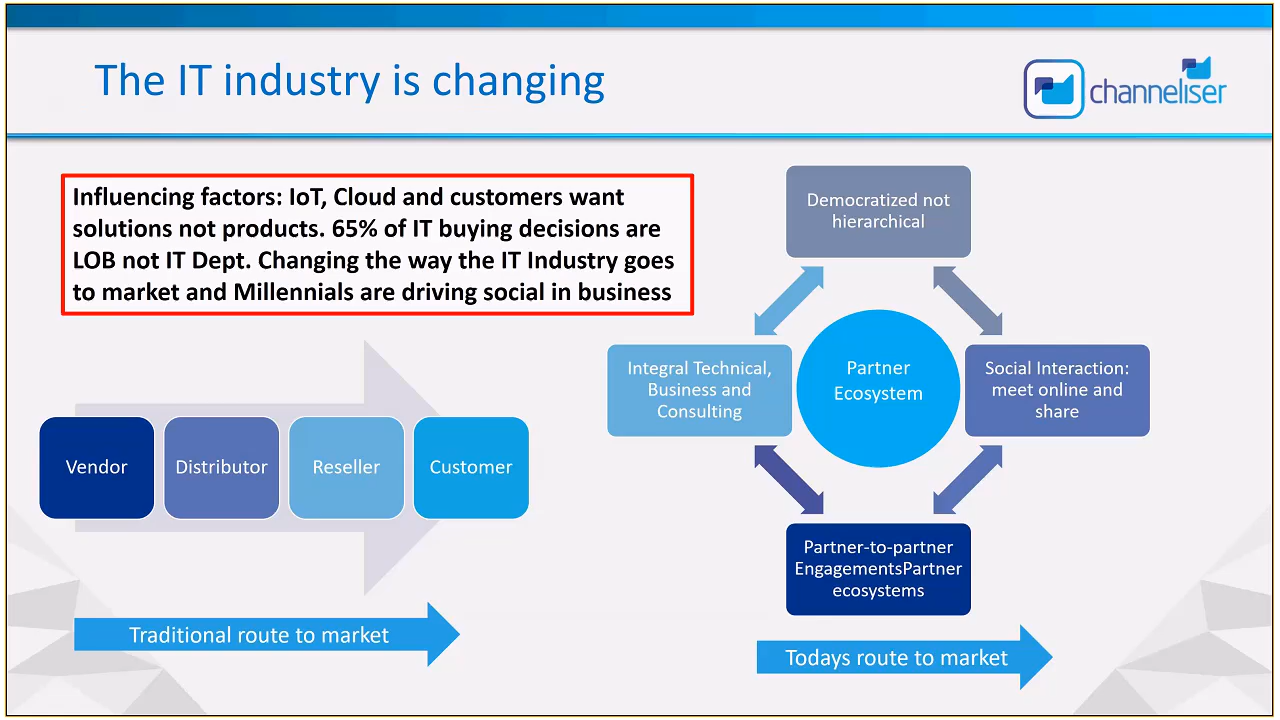 The IT industry is changing
channeliser
Influencing factors: IoT, Cloud and customers want
solutions not products. 65% of IT buying decisions are
LOB not IT Dept. Changing the way the IT Industry goes
to market and Millennials are driving social in business
Vendor
Distributor
Reseller
Customer
Traditional route to market
Democratized not
hierarchical
Integral Technical,
Business and
Consulting
Partner
Ecosystem
Social Interaction:
meet online and
share
Partner-to-partner
EngagementsPartner
ecosystems
Todays route to market